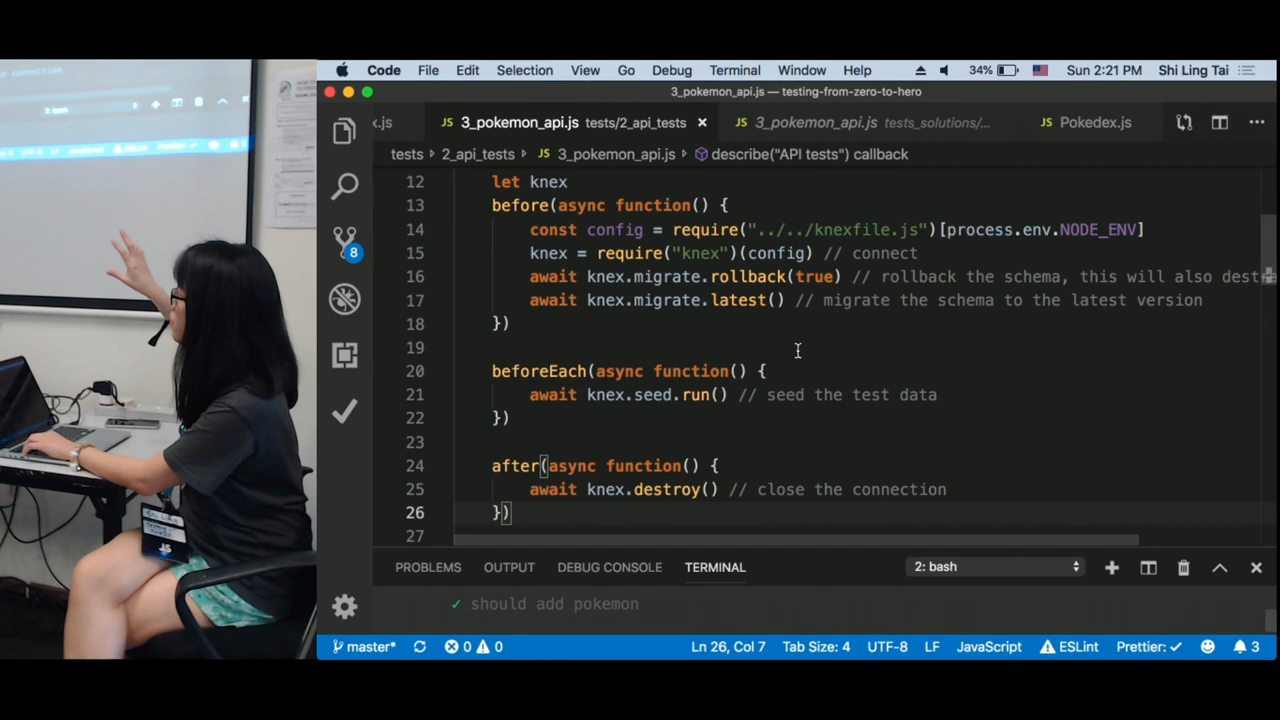 Code File Edit Selection View Go Debug Terminal Window Help 34% Sun 2:21 PM Shi Ling Tai
3_pokemon_api.js — testing-from-zero-to-hero
x.js JS 3_pokemon_api.js tests/2_api_tests × JS 3_pokemon_api.js tests_solutions/... JS Pokedex.js
tests 2_api_tests JS 3_pokemon_api.js describe("API tests") callback
12 let knex
13 before(async function() {
14 const config = require("../../knexfile.js")[process.env.NODE_ENV]
15 knex = require("knex")(config) // connect
16 await knex.migrate.rollback(true) // rollback the schema, this will also dest
17 await knex.migrate.latest() // migrate the schema to the latest version
18 })
19
20 beforeEach(async function() {
21 await knex.seed.run() // seed the test data
22 })
23
24 after(async function() {
25 await knex.destroy() // close the connection
26 })
27
8
PROBLEMS OUTPUT DEBUG CONSOLE TERMINAL 2: bash
✓ should add pokemon
master* 0 0 Ln 26, Col 7 Tab Size: 4 UTF-8 LF JavaScript ESLint Prettier: ✓ 3